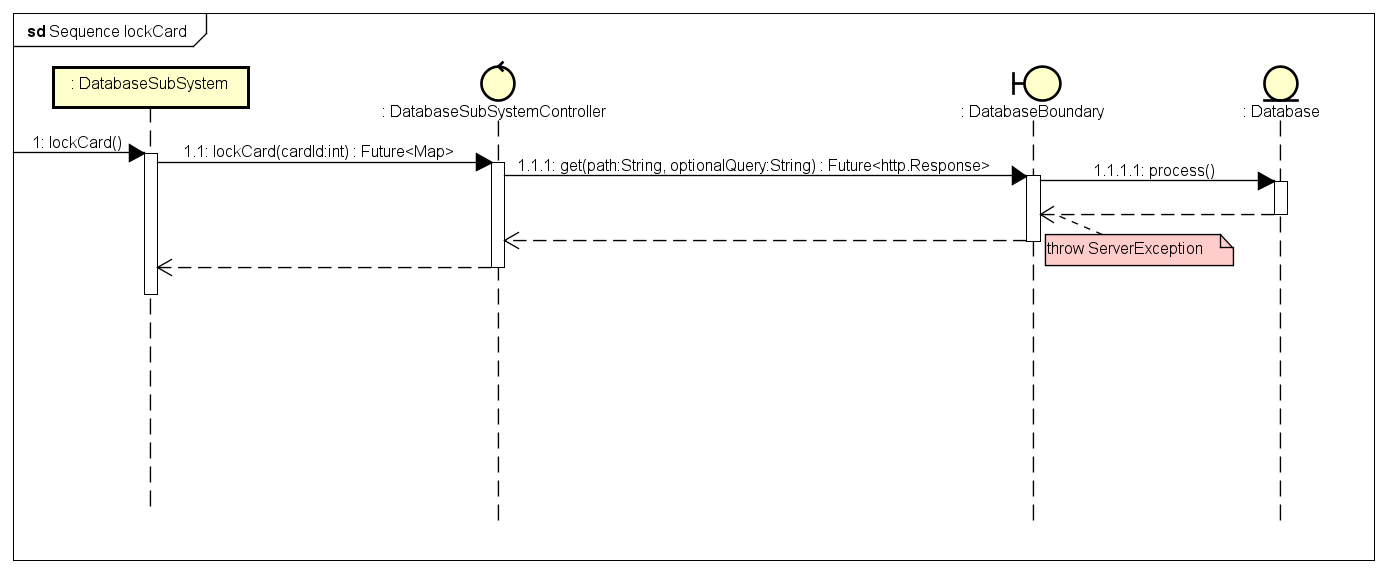 sd Sequence lockCard
: DatabaseSubSystem
: DatabaseSubSystemController
: DatabaseBoundary
: Database
1: lockCard()
1.1: lockCard(cardId:int) : Future<Map>
1.1.1: get(path:String, optionalQuery:String) : Future<http.Response>
1.1.1.1: process()
throw ServerException